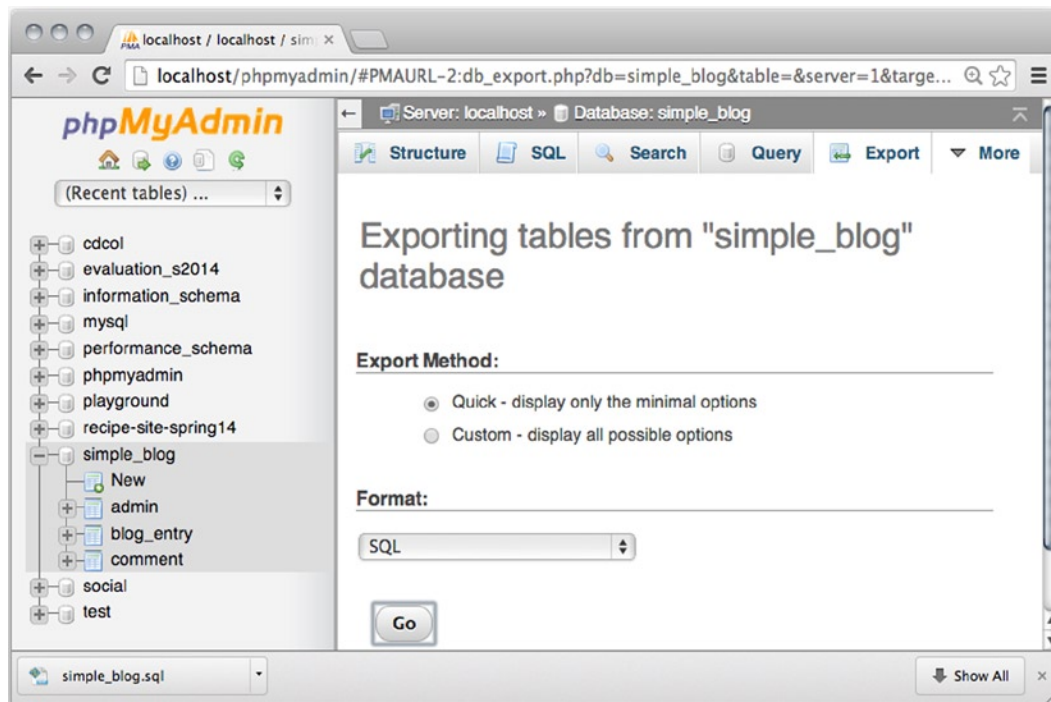 localhost / localhost / sim
localhost/phpmyadmin/#PMAURL-2:db_export.php?db=simple_blog&table=&server=1&targe...
phpMyAdmin
(Recent tables) ...
cdcol
evaluation_s2014
information_schema
mysql
performance_schema
phpmyadmin
playground
recipe-site-spring14
simple_blog
New
admin
blog_entry
comment
social
test
Server: localhost » Database: simple_blog
Structure SQL Search Query Export More
Exporting tables from "simple_blog"
database
Export Method:
Quick - display only the minimal options
Custom - display all possible options
Format:
SQL
Go
simple_blog.sql
Show All